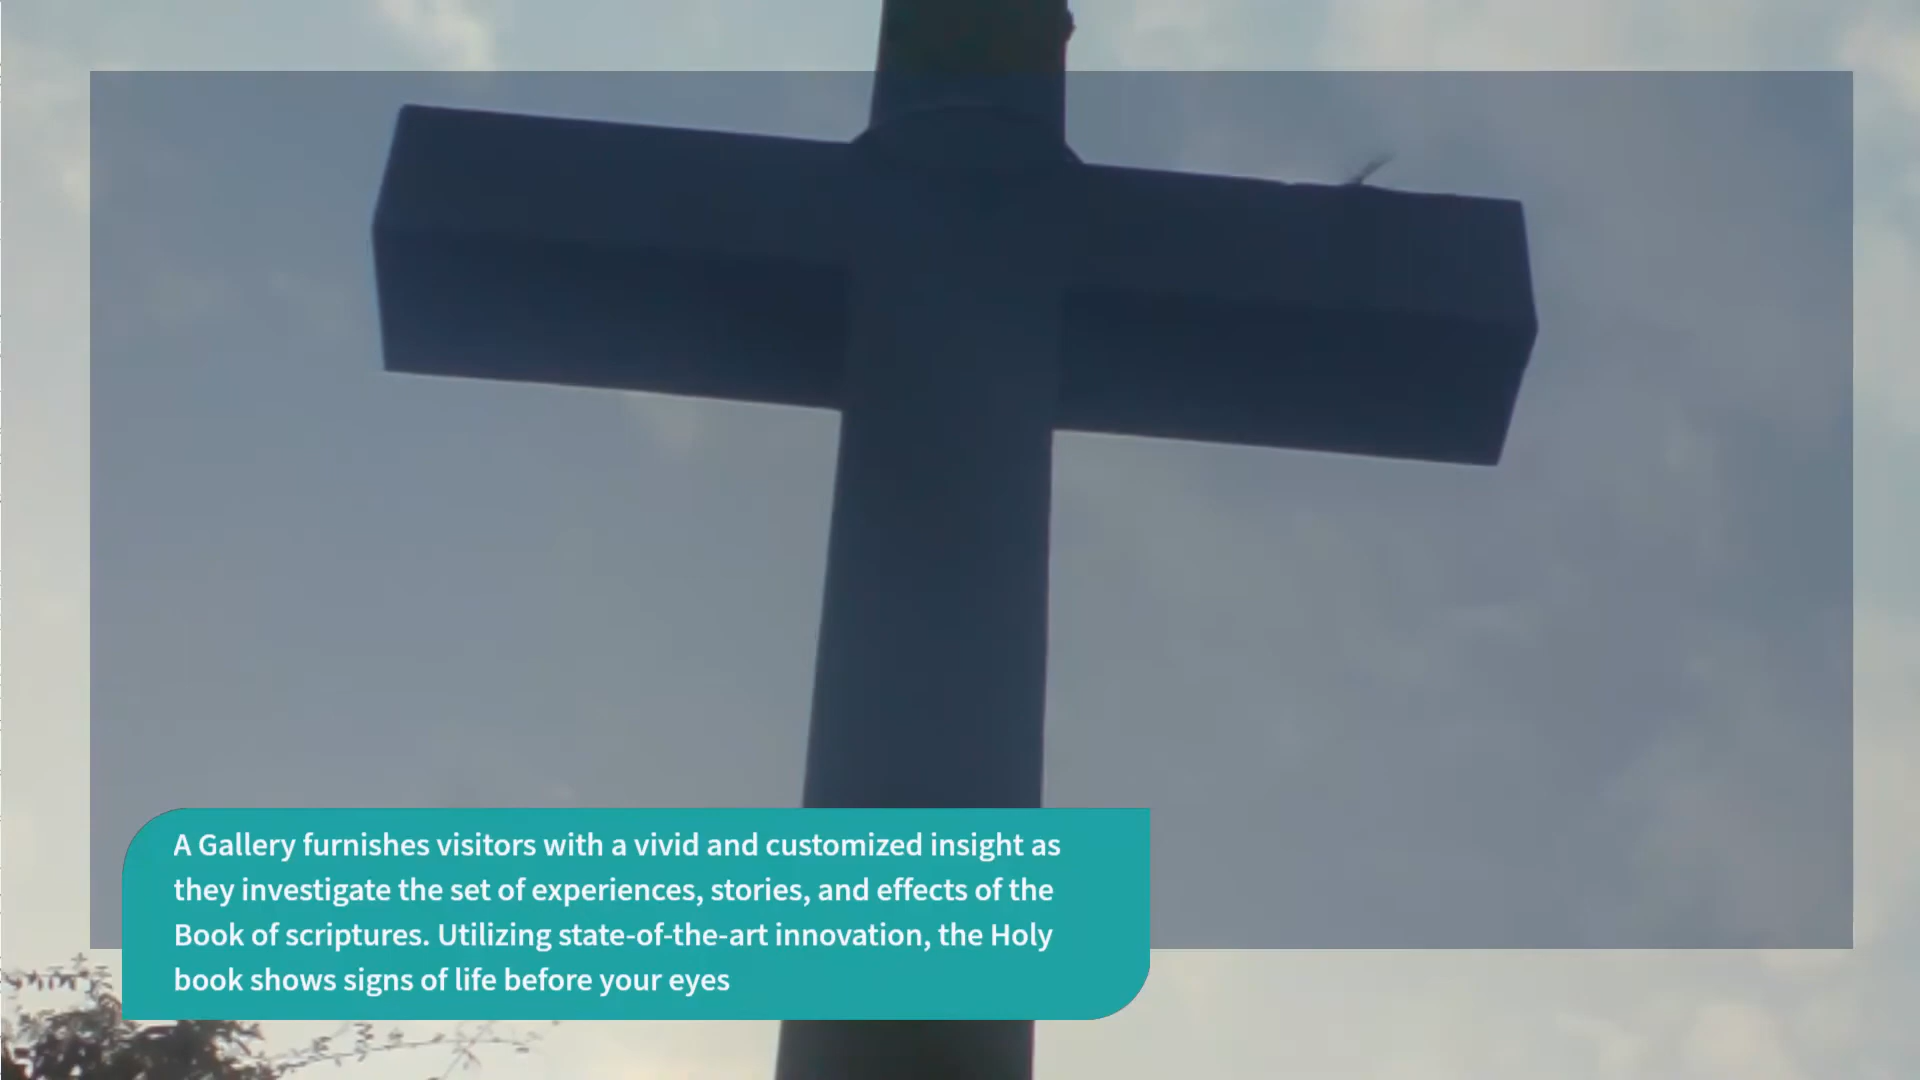 A Gallery furnishes visitors with a vivid and customized insight as
they investigate the set of experiences, stories, and effects of the
Book of scriptures. Utilizing state-of-the-art innovation, the Holy
book shows signs of life before your eyes